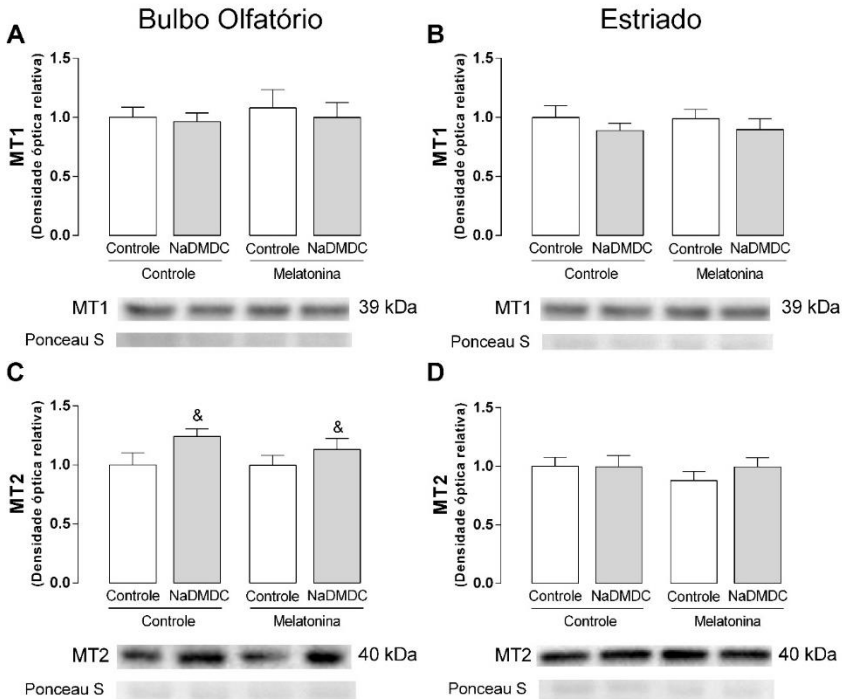 Bulbo Olfatório
Estriado
A
MT1
(Densidade óptica relativa)
1.5
1.0
0.5
0.0
Controle NaDMDC Controle NaDMDC
Controle Melatonina
MT1 39 kDa
Ponceau S
B
MT1
(Densidade óptica relativa)
1.5
1.0
0.5
0.0
Controle NaDMDC Controle NaDMDC
Controle Melatonina
MT1 39 kDa
Ponceau S
C
MT2
(Densidade óptica relativa)
1.5
1.0
0.5
0.0
& &
Controle NaDMDC Controle NaDMDC
Controle Melatonina
MT2 40 kDa
Ponceau S
D
MT2
(Densidade óptica relativa)
1.5
1.0
0.5
0.0
Controle NaDMDC Controle NaDMDC
Controle Melatonina
MT2 40 kDa
Ponceau S